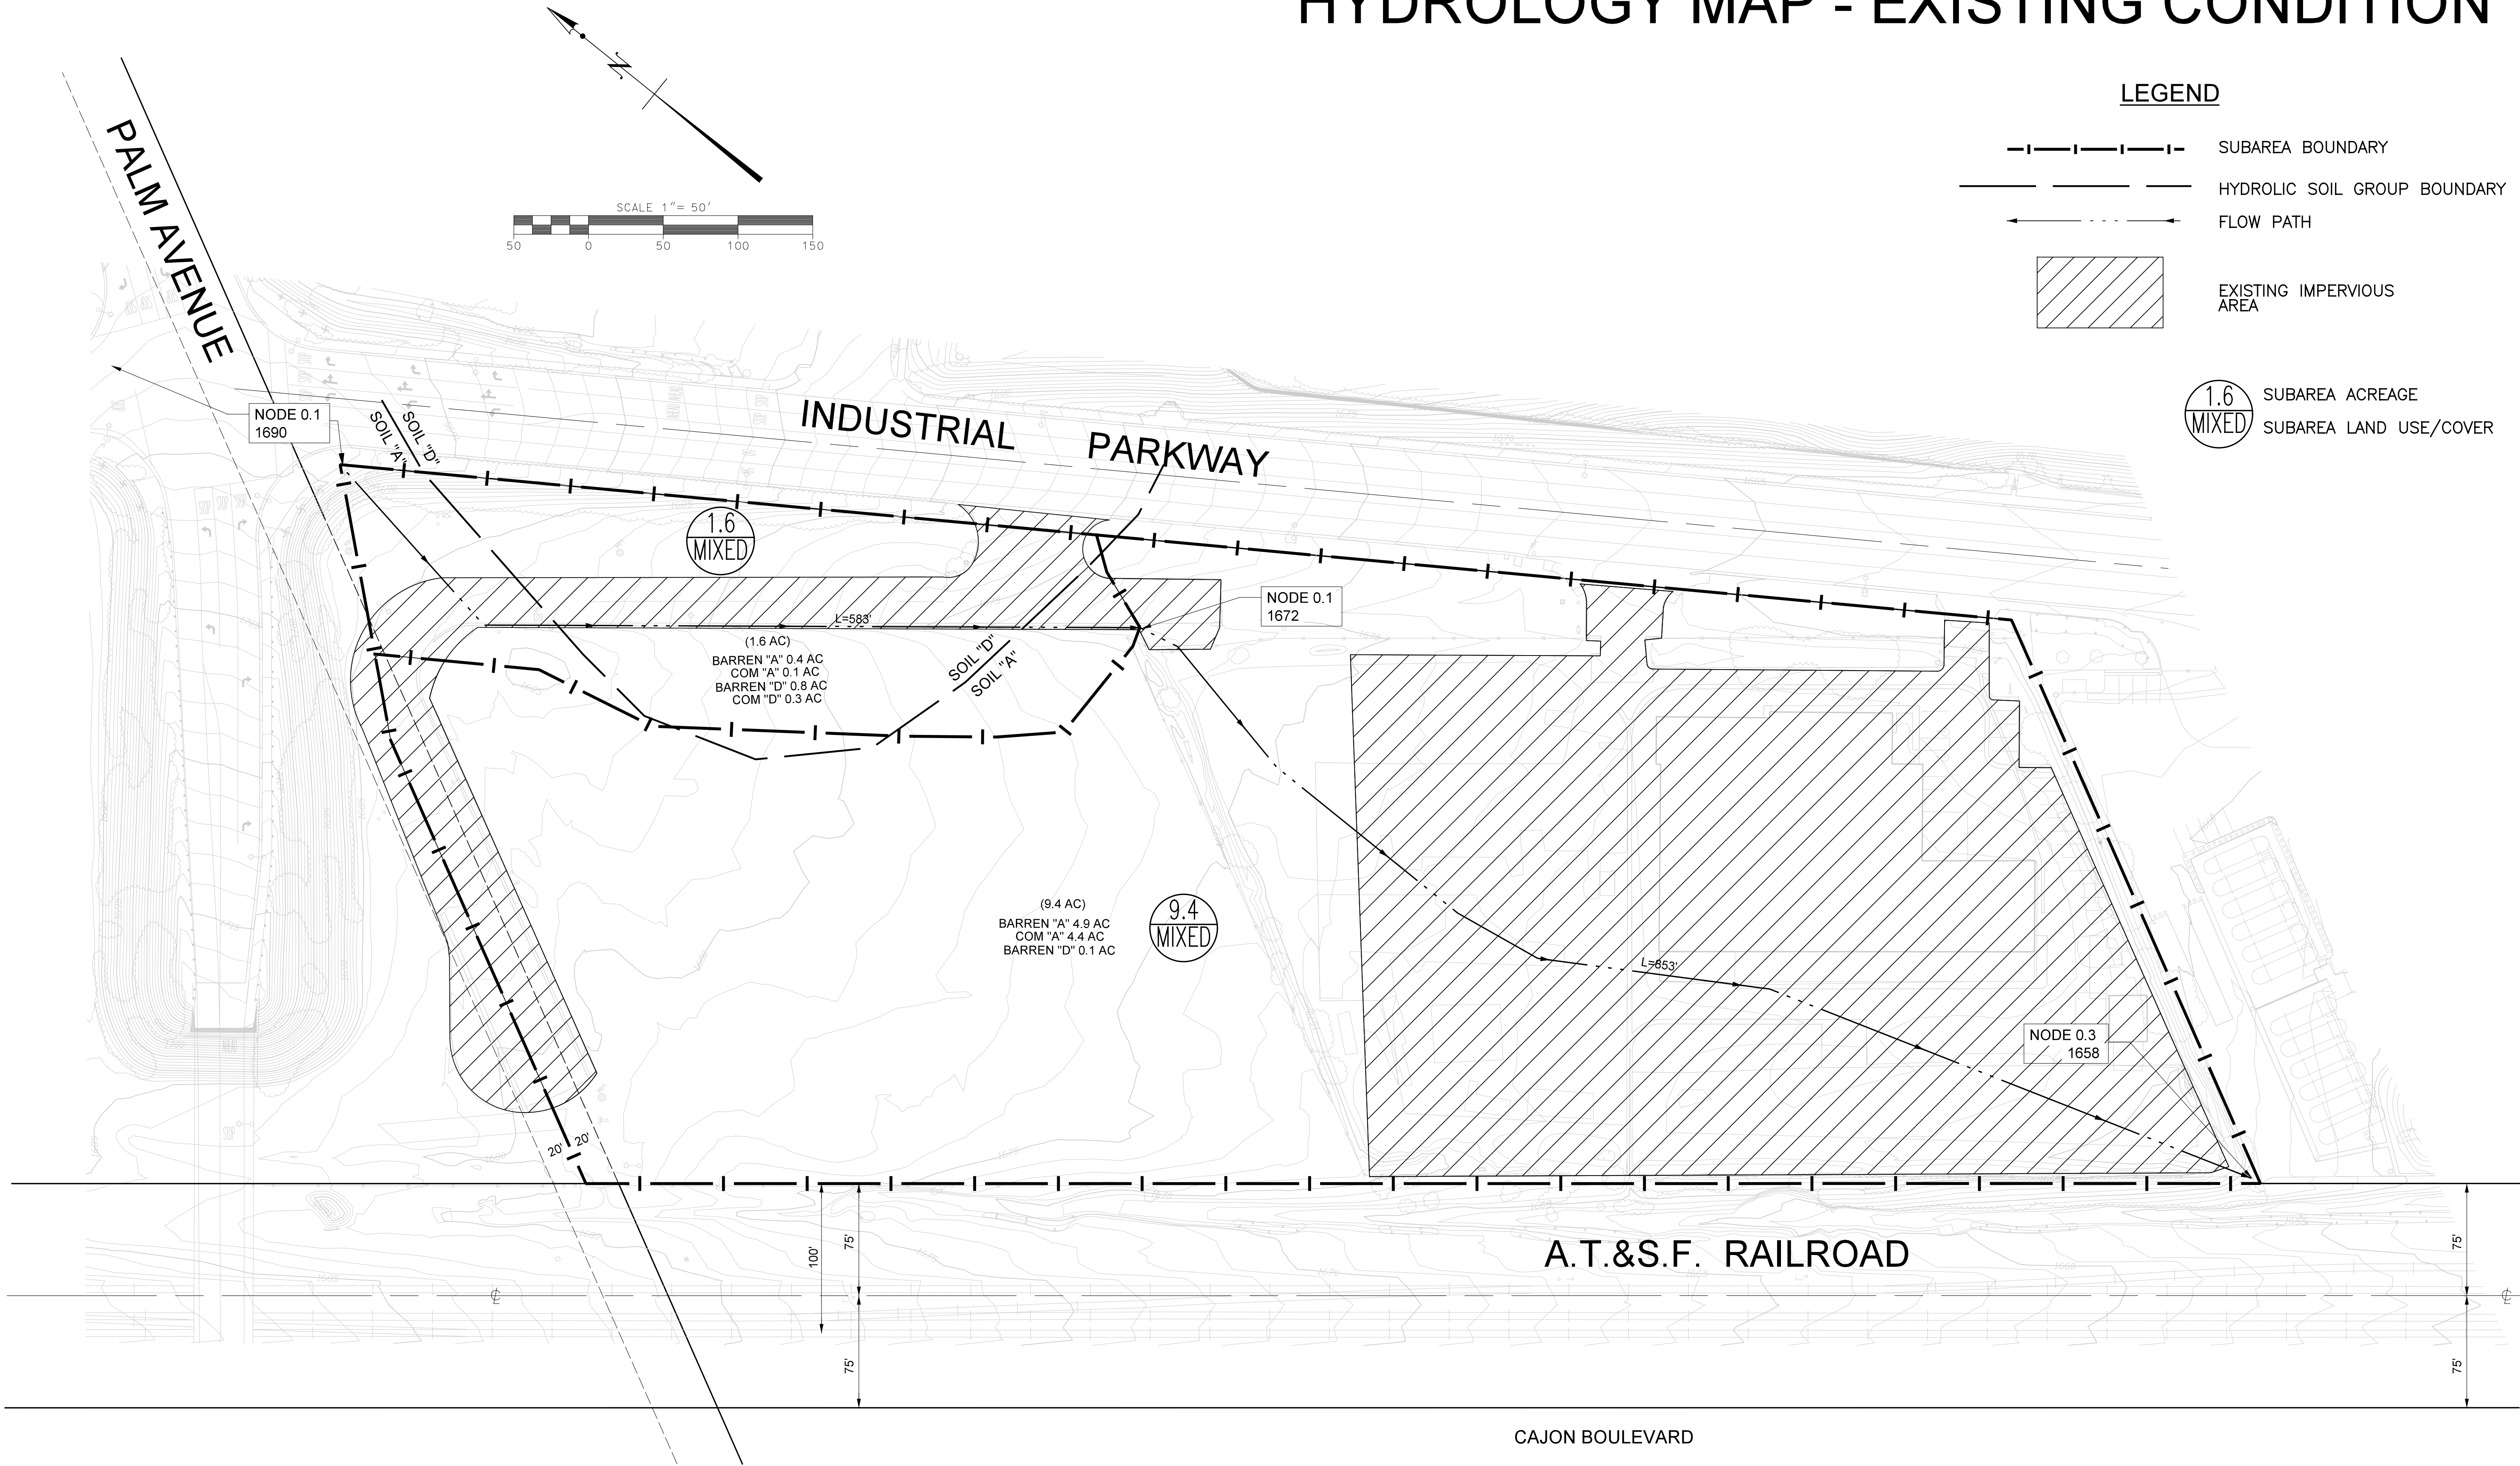 HYDROLOGY MAP - EXISTING CONDITION
N
LEGEND
SUBAREA BOUNDARY
HYDROLIC SOIL GROUP BOUNDARY
FLOW PATH
EXISTING IMPERVIOUS
AREA
1.6
MIXED
SUBAREA ACREAGE
SUBAREA LAND USE/COVER
SCALE 1"= 50'
50 0 50 100 150
PALM AVENUE
NODE 0.1
1690
SOIL "D"
SOIL "A"
INDUSTRIAL PARKWAY
1.6
MIXED
NODE 0.1
1672
L=583'
(1.6 AC)
BARREN "A" 0.4 AC
COM "A" 0.1 AC
BARREN "D" 0.8 AC
COM "D" 0.3 AC
SOIL "D"
SOIL "A"
(9.4 AC)
BARREN "A" 4.9 AC
COM "A" 4.4 AC
BARREN "D" 0.1 AC
9.4
MIXED
L=853'
NODE 0.3
1658
20' 20'
100'
75'
75'
75'
75'
A.T.&S.F. RAILROAD
CAJON BOULEVARD